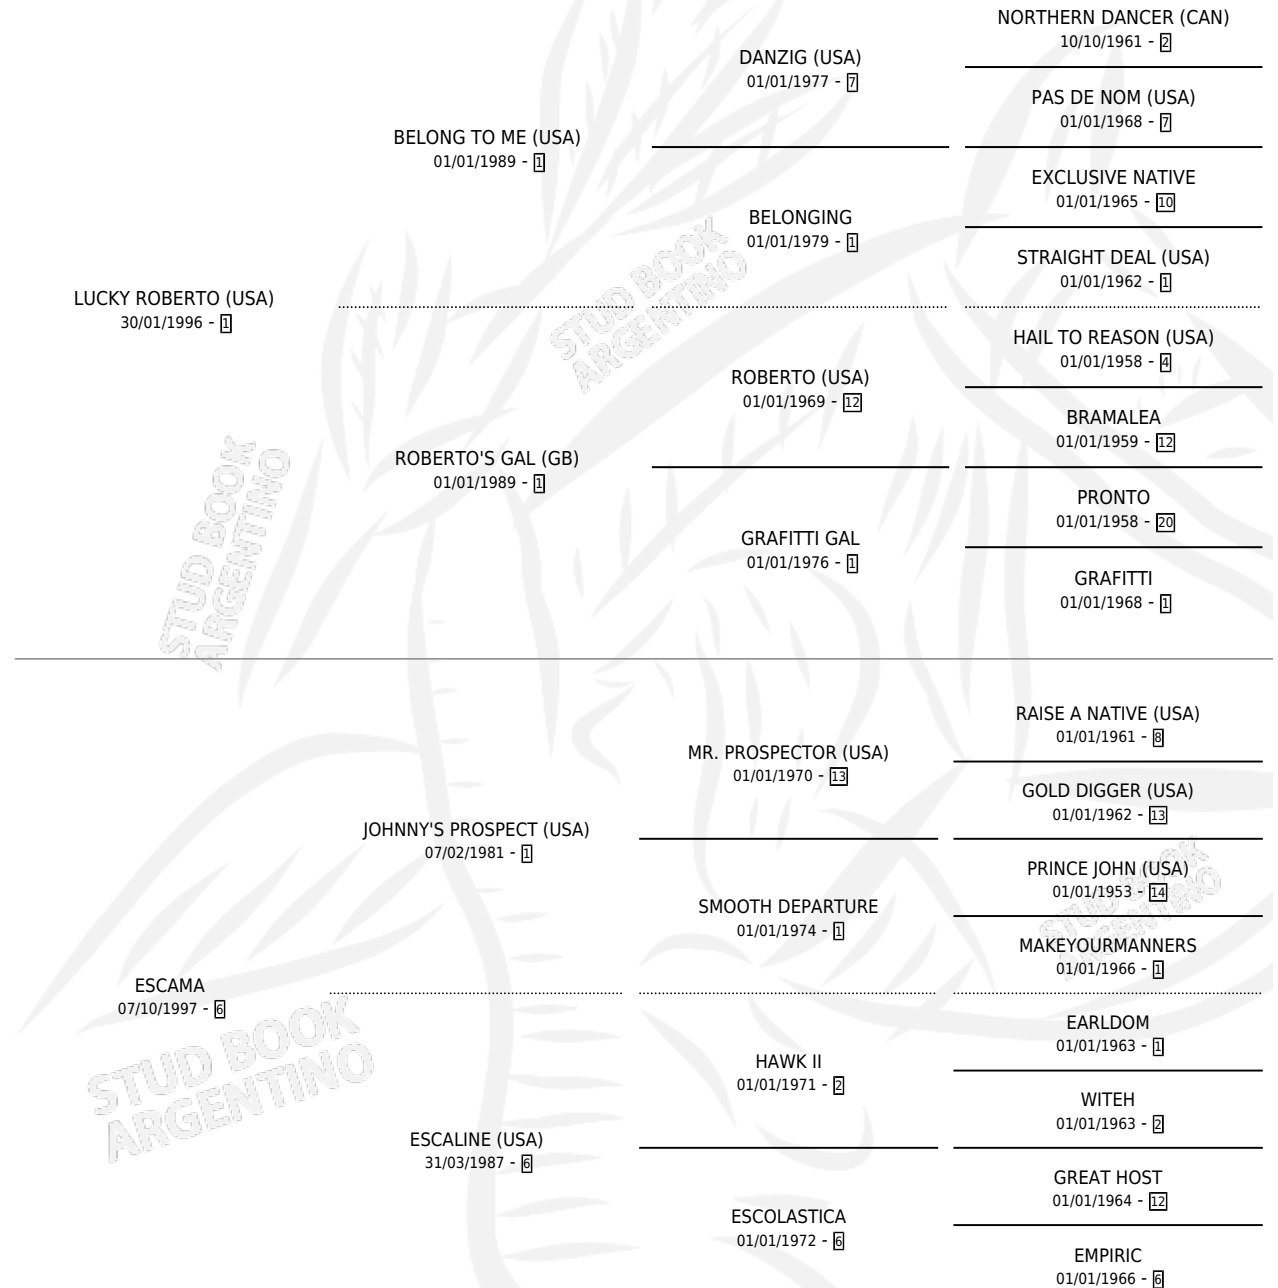 NORTHERN DANCER (CAN)
10/10/1961 - 2
DANZIG (USA)
01/01/1977 - 7
PAS DE NOM (USA)
01/01/1968 - 7
BELONG TO ME (USA)
01/01/1989 - 1
EXCLUSIVE NATIVE
01/01/1965 - 10
BELONGING
01/01/1979 - 1
STRAIGHT DEAL (USA)
01/01/1962 - 1
LUCKY ROBERTO (USA)
30/01/1996 - 1
HAIL TO REASON (USA)
01/01/1958 - 4
ROBERTO (USA)
01/01/1969 - 12
BRAMALEA
01/01/1959 - 12
ROBERTO'S GAL (GB)
01/01/1989 - 1
PRONTO
01/01/1958 - 20
GRAFITTI GAL
01/01/1976 - 1
GRAFITTI
01/01/1968 - 1
STUD BOOK
ARGENTINO
STUD BOOK
ARGENTINO
RAISE A NATIVE (USA)
01/01/1961 - 8
MR. PROSPECTOR (USA)
01/01/1970 - 13
GOLD DIGGER (USA)
01/01/1962 - 13
JOHNNY'S PROSPECT (USA)
07/02/1981 - 1
PRINCE JOHN (USA)
01/01/1953 - 14
SMOOTH DEPARTURE
01/01/1974 - 1
MAKEYOURMANNERS
01/01/1966 - 1
STUD BOOK
ARGENTINO
ESCAMA
07/10/1997 - 6
EARLDOM
01/01/1963 - 1
HAWK II
01/01/1971 - 2
WITEH
01/01/1963 - 2
ESCALINE (USA)
31/03/1987 - 6
GREAT HOST
01/01/1964 - 12
ESCOLASTICA
01/01/1972 - 6
EMPIRIC
01/01/1966 - 6
STUD BOOK
ARGENTINO